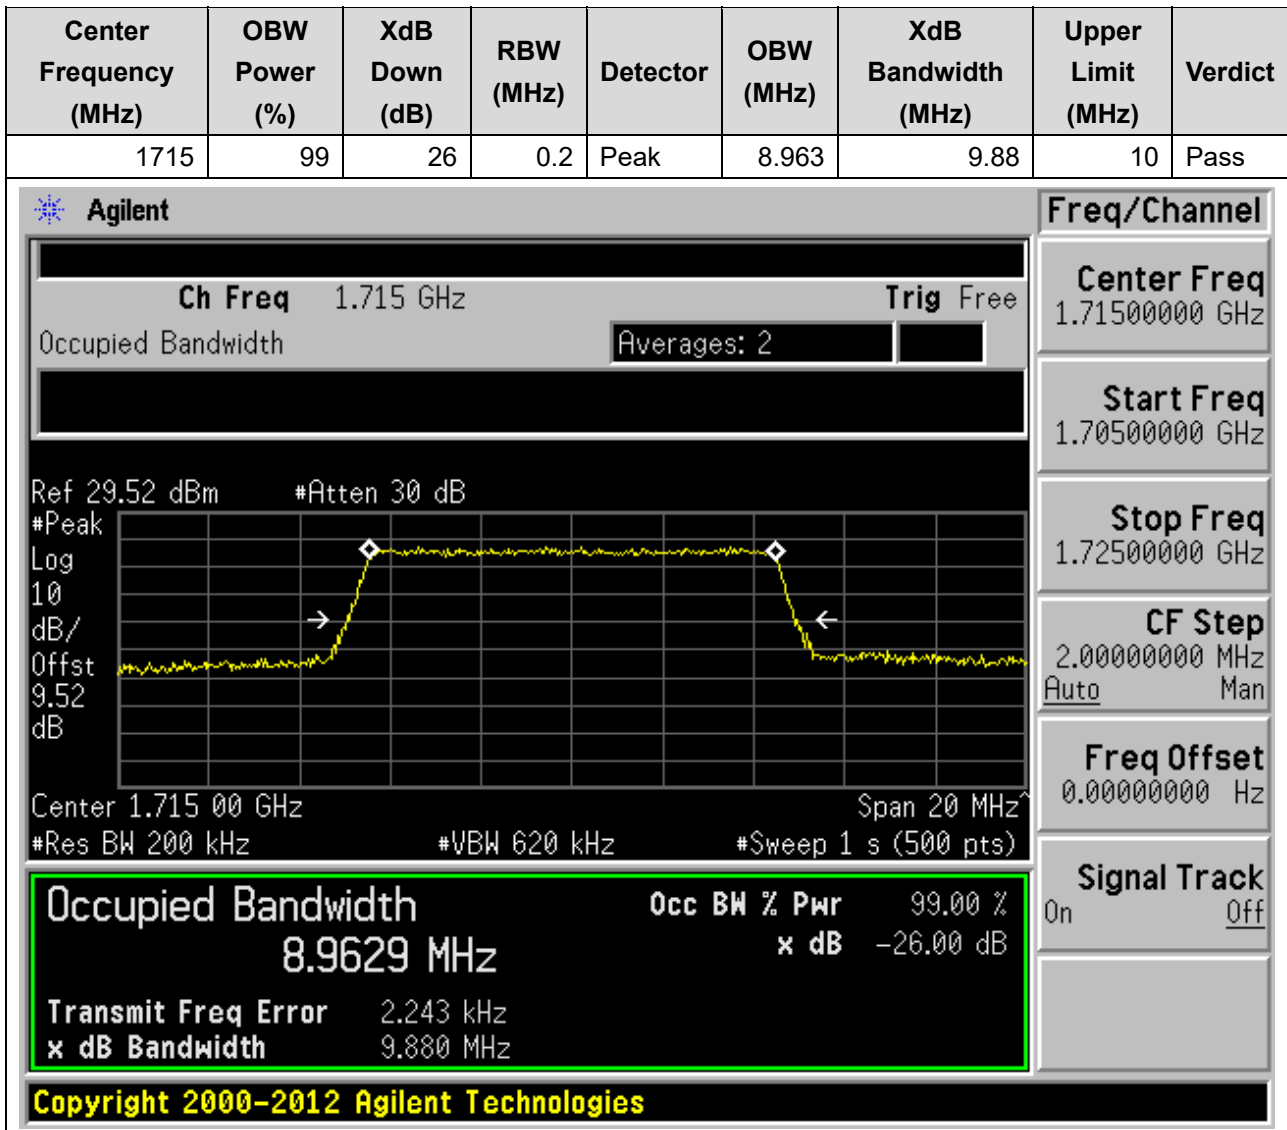 Center Frequency (MHz) OBW Power (%) XdB Down (dB) RBW (MHz) Detector OBW (MHz) XdB Bandwidth (MHz) Upper Limit (MHz) Verdict
1715 99 26 0.2 Peak 8.963 9.88 10 Pass
Agilent
Ch Freq 1.715 GHz Trig Free
Occupied Bandwidth Averages: 2
Ref 29.52 dBm #Atten 30 dB
#Peak
Log
10
dB/
Offst
9.52
dB
Center 1.715 00 GHz Span 20 MHz^
#Res BW 200 kHz #VBW 620 kHz #Sweep 1 s (500 pts)
Occupied Bandwidth Occ BW % Pwr 99.00 %
8.9629 MHz x dB -26.00 dB
Transmit Freq Error 2.243 kHz
x dB Bandwidth 9.880 MHz
Freq/Channel
Center Freq
1.71500000 GHz
Start Freq
1.70500000 GHz
Stop Freq
1.72500000 GHz
CF Step
2.00000000 MHz
Auto Man
Freq Offset
0.00000000 Hz
Signal Track
On Off
Copyright 2000-2012 Agilent Technologies